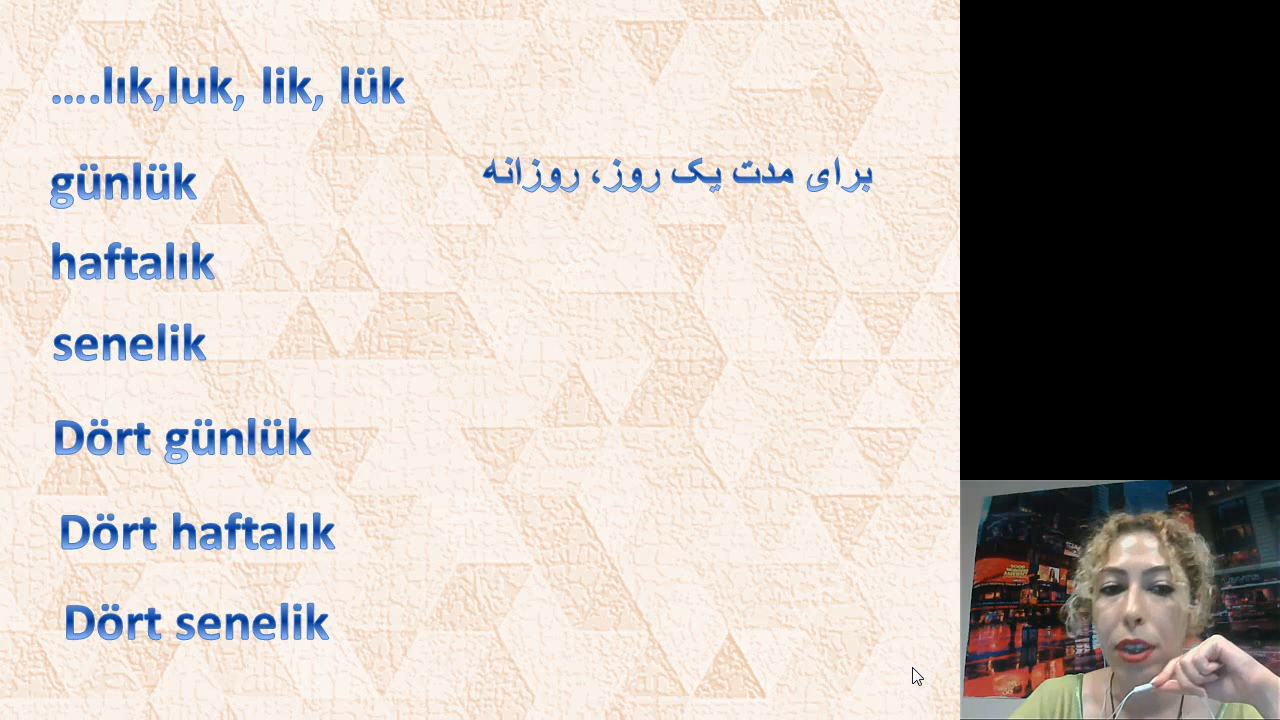 ....lık,luk, lik, lük
günlük
برای مدت یک روز، روزانه
haftalık
senelik
Dört günlük
Dört haftalık
Dört senelik